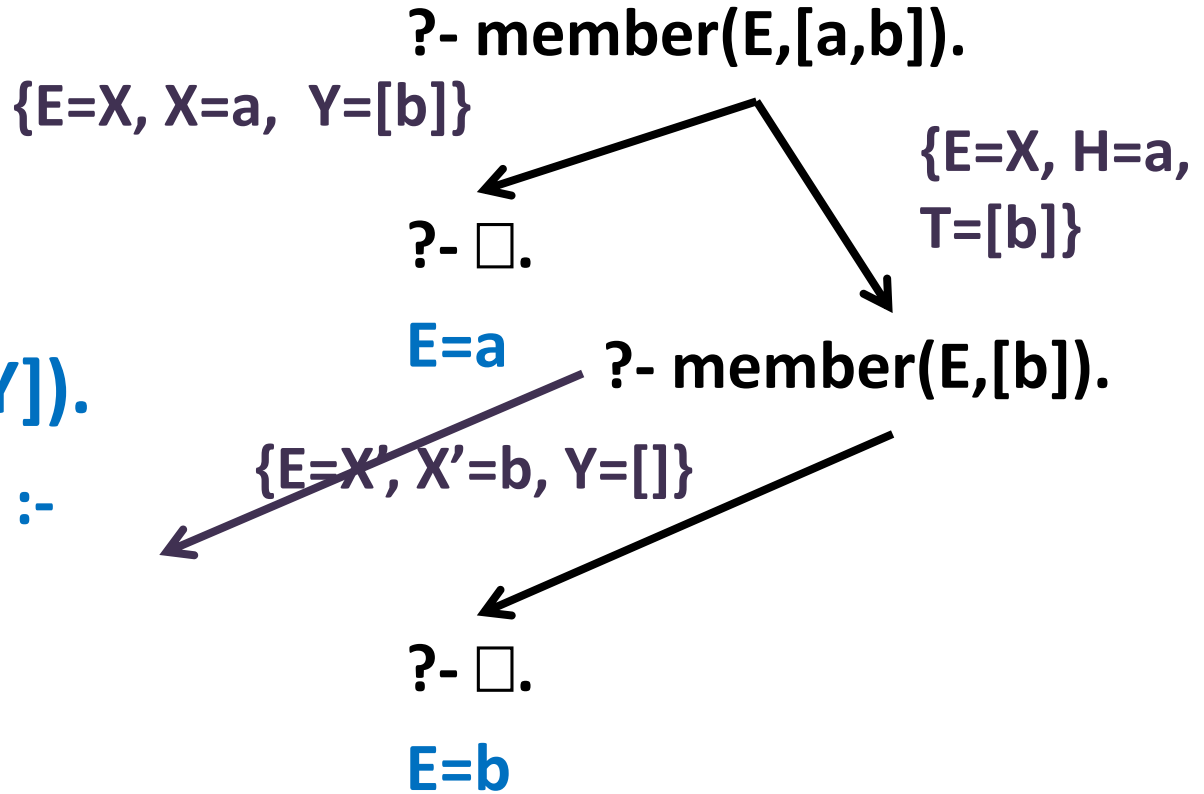 ?- member(E,[a,b]).
{E=X, X=a, Y=[b]}
{E=X, H=a,
T=[b]}
?- □.
E=a
?- member(E,[b]).
Y]).
{E=X’, X’=b, Y=[]}
:-
?- □.
E=b